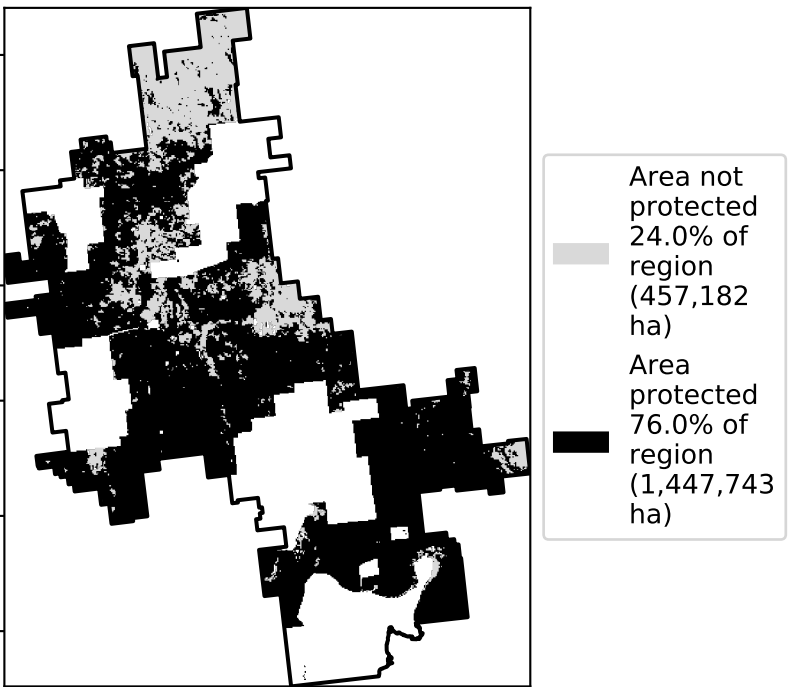 Area not
protected
24.0% of
region
(457,182
ha)
Area
protected
76.0% of
region
(1,447,743
ha)